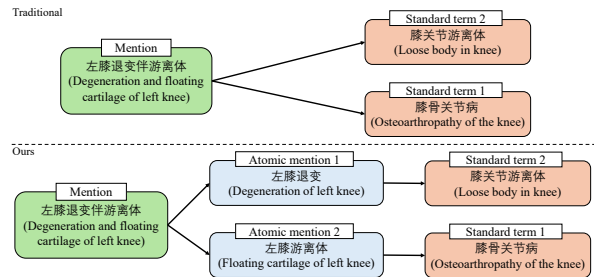 Traditional
Mention
左膝退变伴游离体
(Degeneration and floating
cartilage of left knee)
Standard term 2
膝关节游离体
(Loose body in knee)
Standard term 1
膝骨关节病
(Osteoarthropathy of the knee)
Ours
Mention
左膝退变伴游离体
(Degeneration and floating
cartilage of left knee)
Atomic mention 1
左膝退变
(Degeneration of left knee)
Standard term 2
膝关节游离体
(Loose body in knee)
Atomic mention 2
左膝游离体
(Floating cartilage of left knee)
Standard term 1
膝骨关节病
(Osteoarthropathy of the knee)